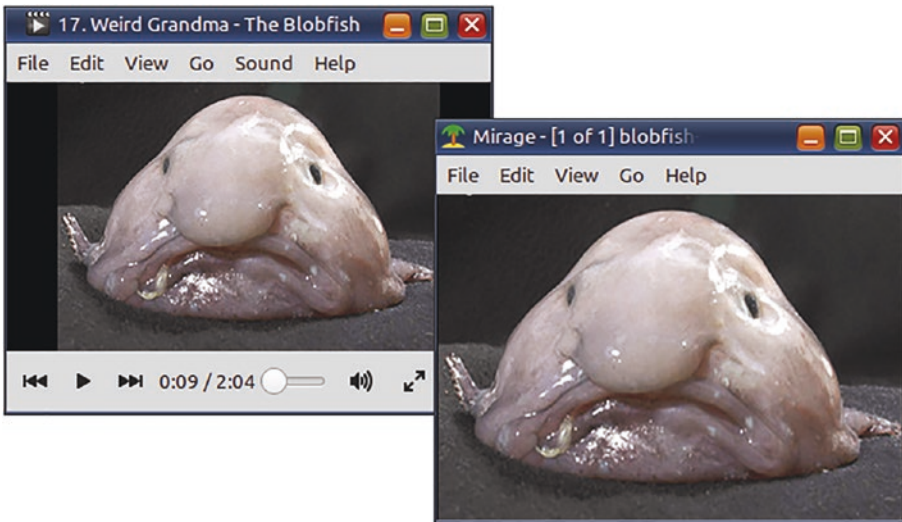 17. Weird Grandma - The Blobfish
File Edit View Go Sound Help
0:09 / 2:04
Mirage - [1 of 1] blobfish-
File Edit View Go Help